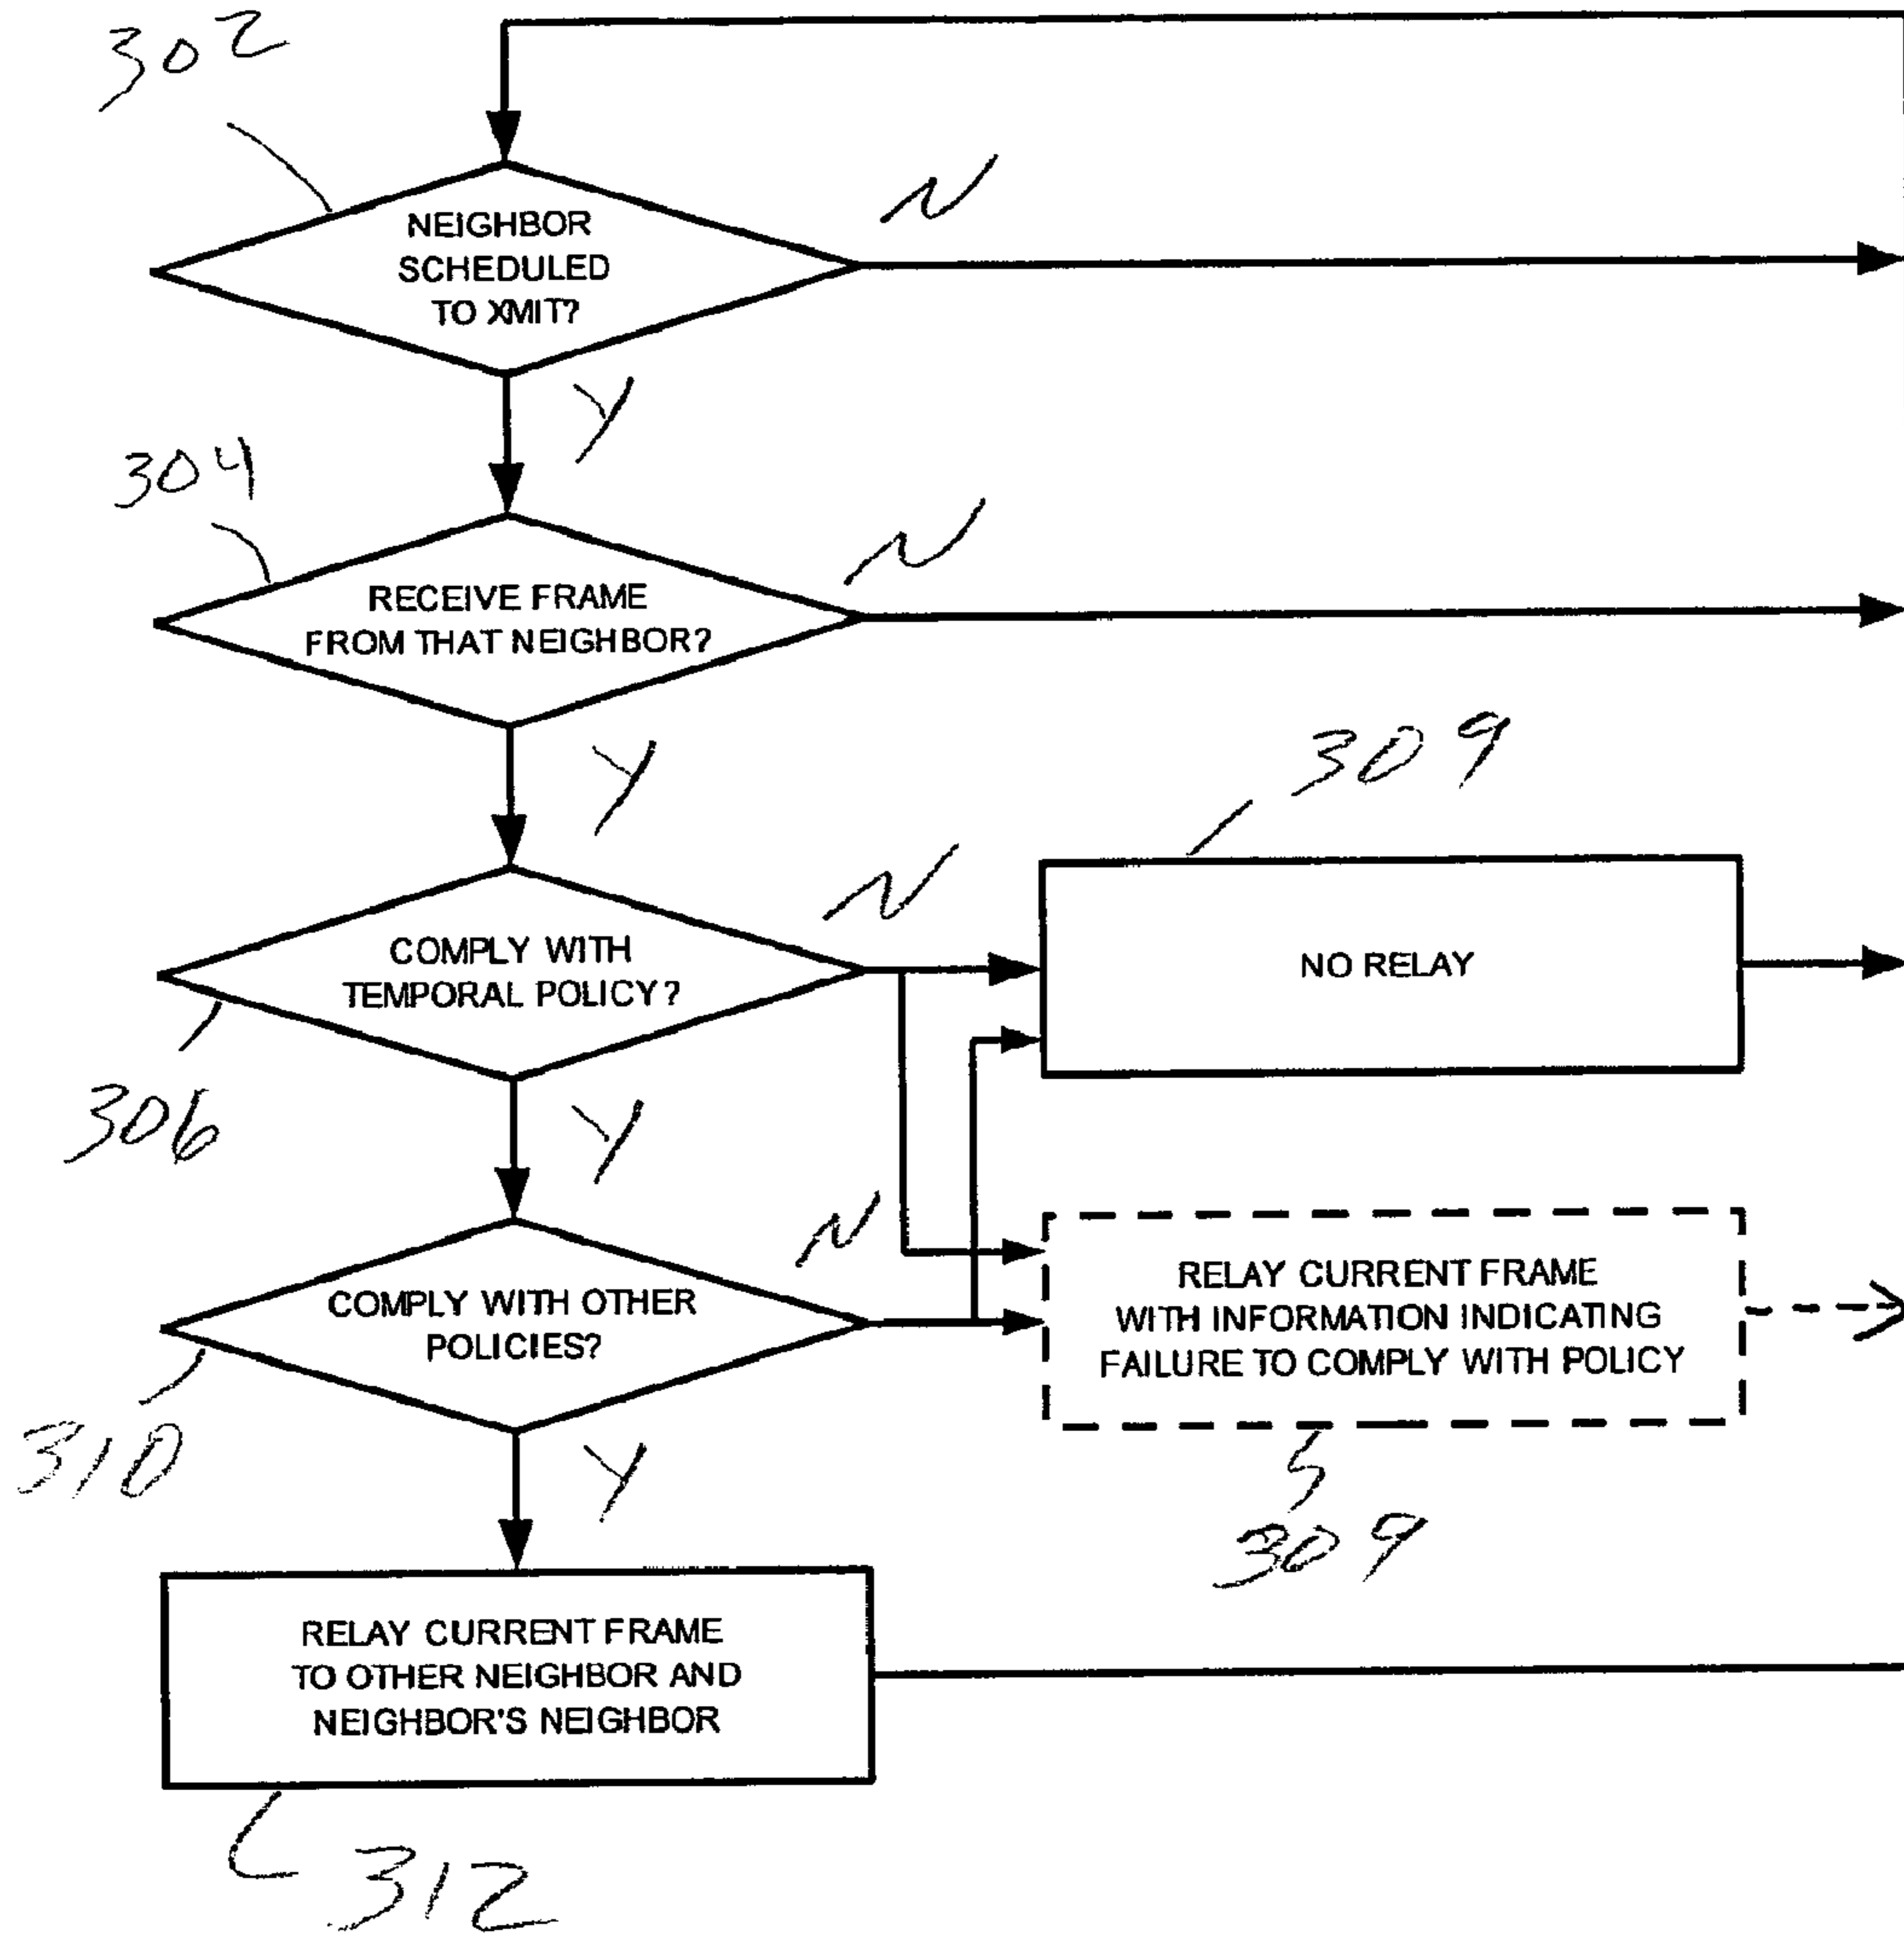 302
NEIGHBOR
SCHEDULED
TO XMIT?
N
Y
304
RECEIVE FRAME
FROM THAT NEIGHBOR?
N
Y
309
COMPLY WITH
TEMPORAL POLICY?
N
NO RELAY
306
Y
COMPLY WITH OTHER
POLICIES?
N
RELAY CURRENT FRAME
WITH INFORMATION INDICATING
FAILURE TO COMPLY WITH POLICY
310
Y
309
RELAY CURRENT FRAME
TO OTHER NEIGHBOR AND
NEIGHBOR'S NEIGHBOR
312